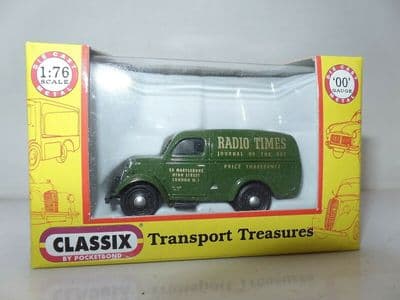 DIE CAST
1:76
SCALE
METAL
DIE CAST
'00'
GAUGE
METAL
RADIO TIMES
JOURNAL OF THE BBC
PRICE THREEPENCE
35 MARYLEBONE
HIGH STREET
LONDON W.1
CLASSIX
BY POCKETBOND
Transport Treasures